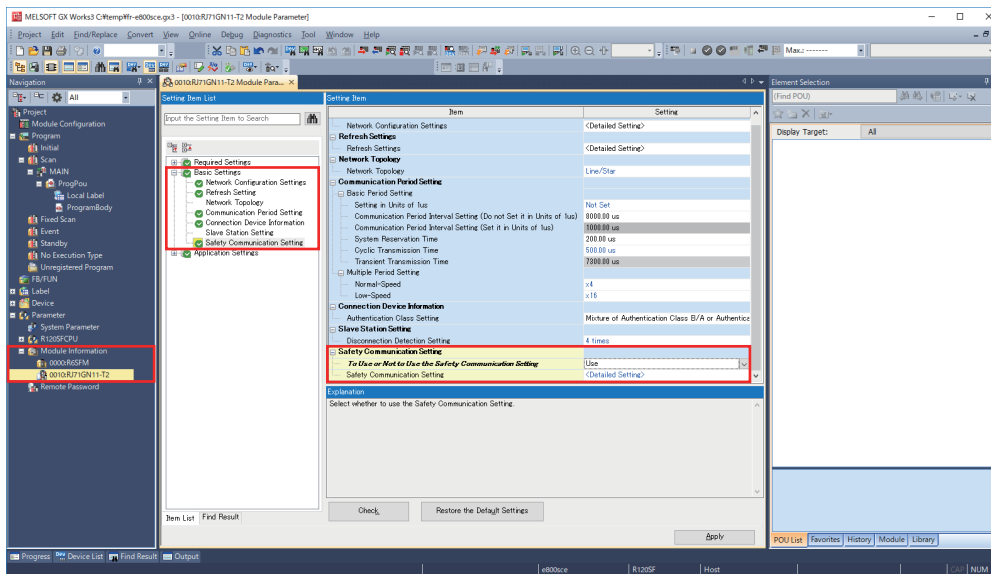 MELSOFT GX Works3 C:¥temp¥fr-e800sce.gx3 - [0010:RJ71GN11-T2 Module Parameter]
Project Edit Find/Replace Convert View Online Debug Diagnostics Tool Window Help
Max.: -------
Navigation
All
Project
Module Configuration
Program
Initial
Scan
MAIN
ProgPou
Local Label
ProgramBody
Fixed Scan
Event
Standby
No Execution Type
Unregistered Program
FB/FUN
Label
Device
Parameter
System Parameter
R120SFCPU
Module Information
0000:R6SFM
0010:RJ71GN11-T2
Remote Password
0010:RJ71GN11-T2 Module Para...
Setting Item List
Input the Setting Item to Search
Required Settings
Basic Settings
Network Configuration Settings
Refresh Setting
Network Topology
Communication Period Setting
Connection Device Information
Slave Station Setting
Safety Communication Setting
Application Settings
Item List Find Result
Setting Item
Item Setting
Network Configuration Settings <Detailed Setting>
Refresh Settings
Refresh Settings <Detailed Setting>
Network Topology
Network Topology Line/Star
Communication Period Setting
Basic Period Setting
Setting in Units of 1us Not Set
Communication Period Interval Setting (Do not Set it in Units of 1us) 8000.00 us
Communication Period Interval Setting (Set it in Units of 1us) 1000.00 us
System Reservation Time 200.00 us
Cyclic Transmission Time 500.00 us
Transient Transmission Time 7300.00 us
Multiple Period Setting
Normal-Speed x4
Low-Speed x16
Connection Device Information
Authentication Class Setting Mixture of Authentication Class B/A or Authentica
Slave Station Setting
Disconnection Detection Setting 4 times
Safety Communication Setting
To Use or Not to Use the Safety Communication Setting Use
Safety Communication Setting <Detailed Setting>
Explanation
Select whether to use the Safety Communication Setting.
Check Restore the Default Settings
Apply
Element Selection
(Find POU)
Display Target: All
POU List Favorites History Module Library
Progress Device List Find Result Output
e800sce R120SF Host CAP NUM